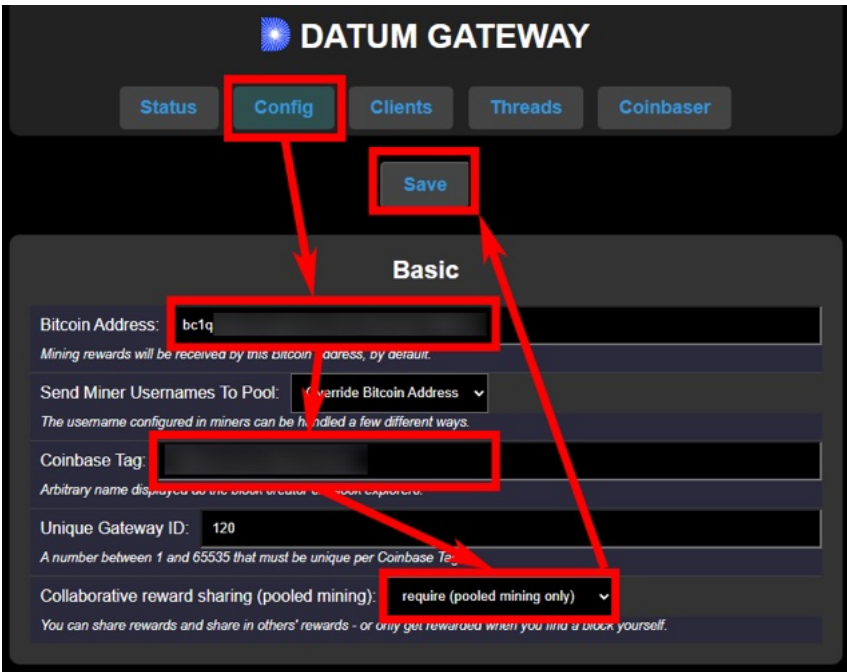 DATUM GATEWAY
Status Config Clients Threads Coinbaser
Save
Basic
Bitcoin Address: bc1q
Mining rewards will be received by this Bitcoin address, by default.
Send Miner Usernames To Pool: Override Bitcoin Address
The username configured in miners can be handled a few different ways.
Coinbase Tag:
Arbitrary name displayed as the block creator on block explorers.
Unique Gateway ID: 120
A number between 1 and 65535 that must be unique per Coinbase Tag
Collaborative reward sharing (pooled mining): require (pooled mining only)
You can share rewards and share in others' rewards - or only get rewarded when you find a block yourself.